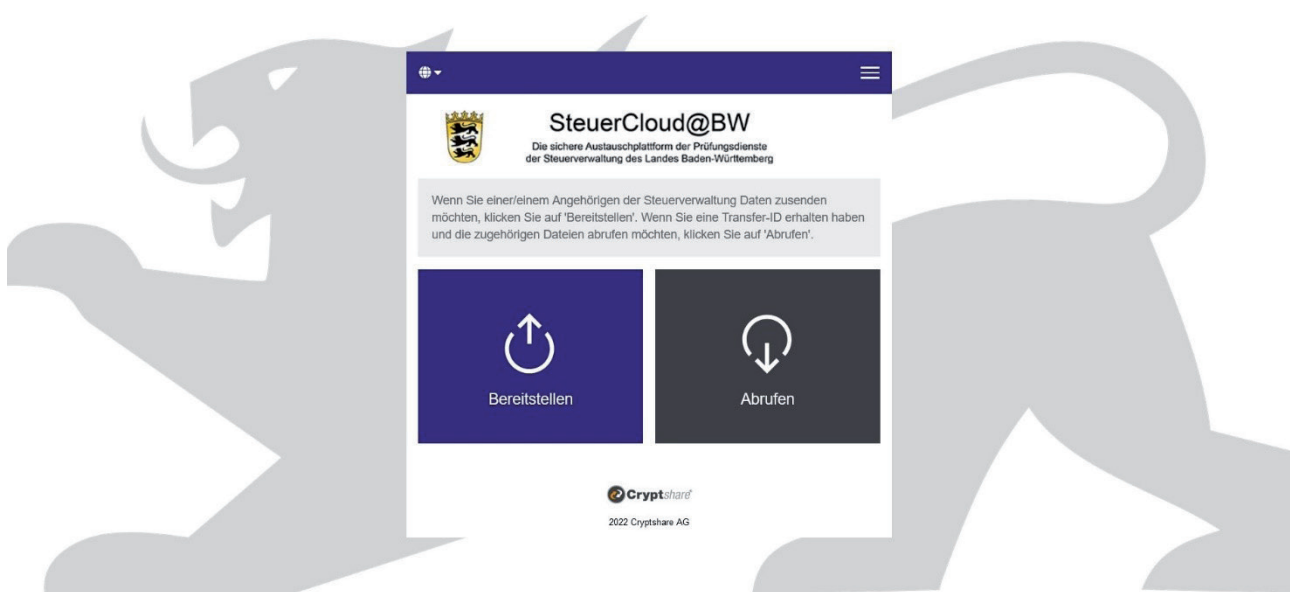 SteuerCloud@BW
Die sichere Austauschplattform der Prüfungsdienste
der Steuerverwaltung des Landes Baden-Württemberg
Wenn Sie einer/einem Angehörigen der Steuerverwaltung Daten zusenden
möchten, klicken Sie auf 'Bereitstellen'. Wenn Sie eine Transfer-ID erhalten haben
und die zugehörigen Dateien abrufen möchten, klicken Sie auf 'Abrufen'.
Bereitstellen
Abrufen
Cryptshare
2022 Cryptshare AG